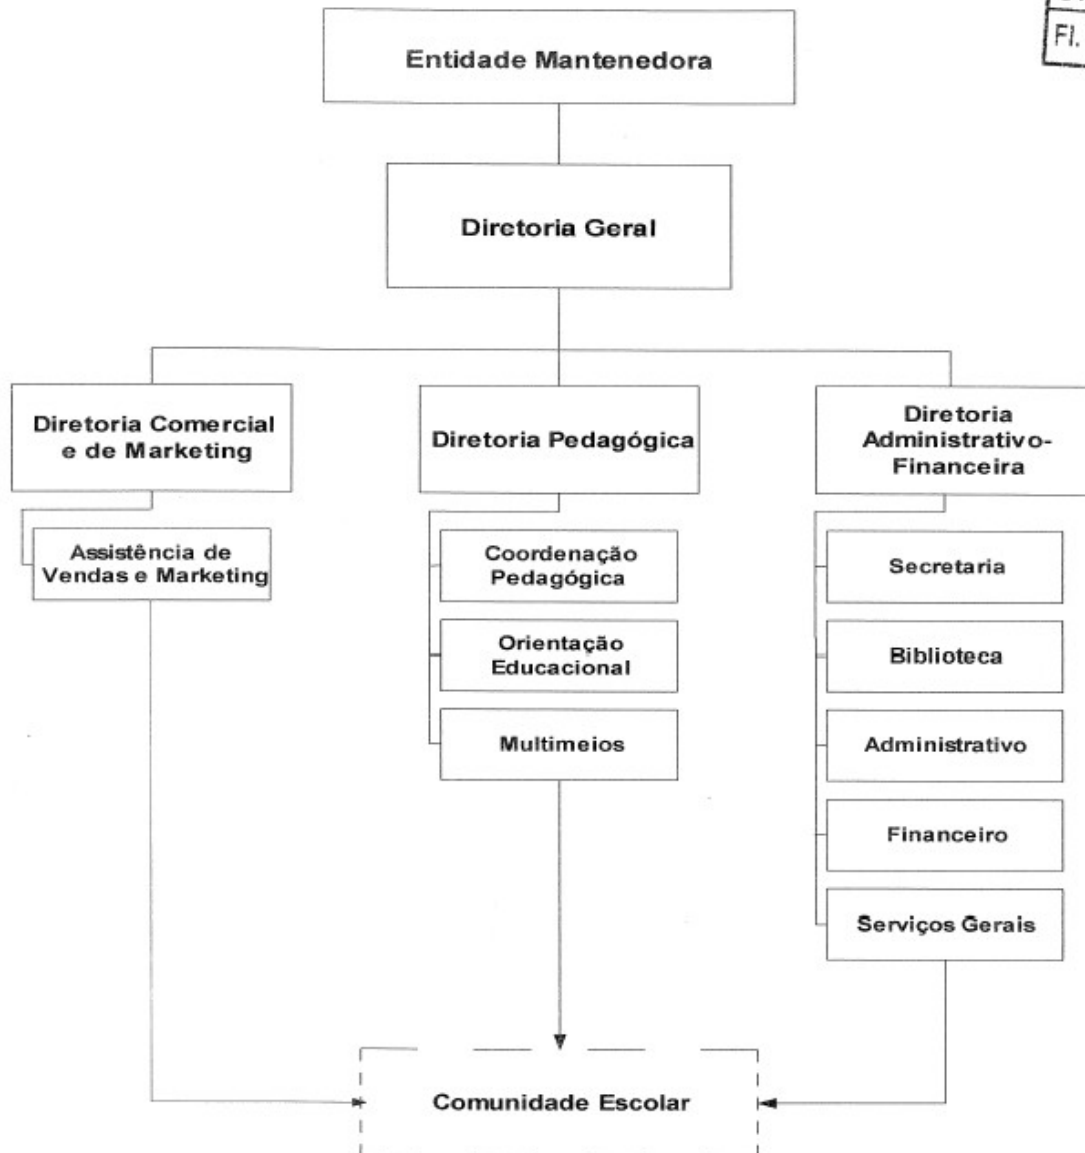 Fl.
Entidade Mantenedora
Diretoria Geral
Diretoria Comercial
e de Marketing
Diretoria Pedagógica
Diretoria
Administrativo-
Financeira
Assistência de
Vendas e Marketing
Coordenação
Pedagógica
Orientação
Educacional
Multimeios
Secretaria
Biblioteca
Administrativo
Financeiro
Serviços Gerais
Comunidade Escolar